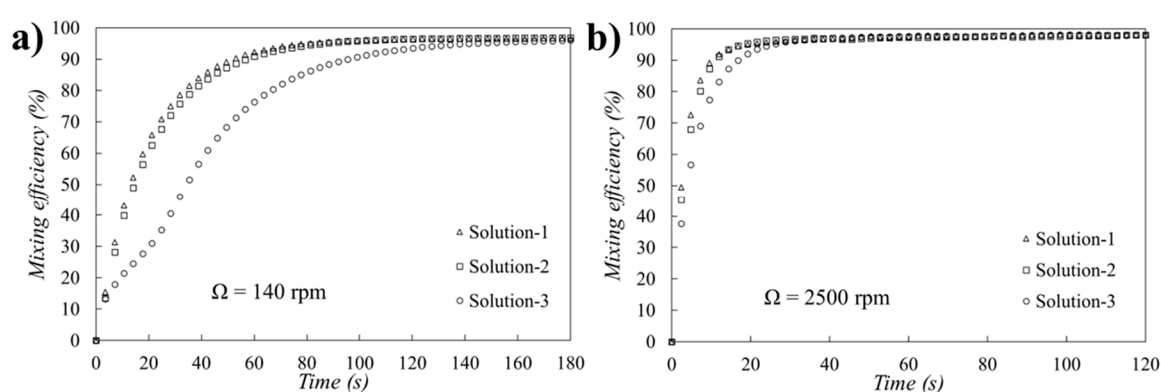 a)
Mixing efficiency (%)
100
90
80
70
60
50
40
30
20
10
0
Solution-1
Solution-2
Solution-3
Ω = 140 rpm
0 20 40 60 80 100 120 140 160 180
Time (s)
b)
Mixing efficiency (%)
100
90
80
70
60
50
40
30
20
10
0
Solution-1
Solution-2
Solution-3
Ω = 2500 rpm
0 20 40 60 80 100 120
Time (s)